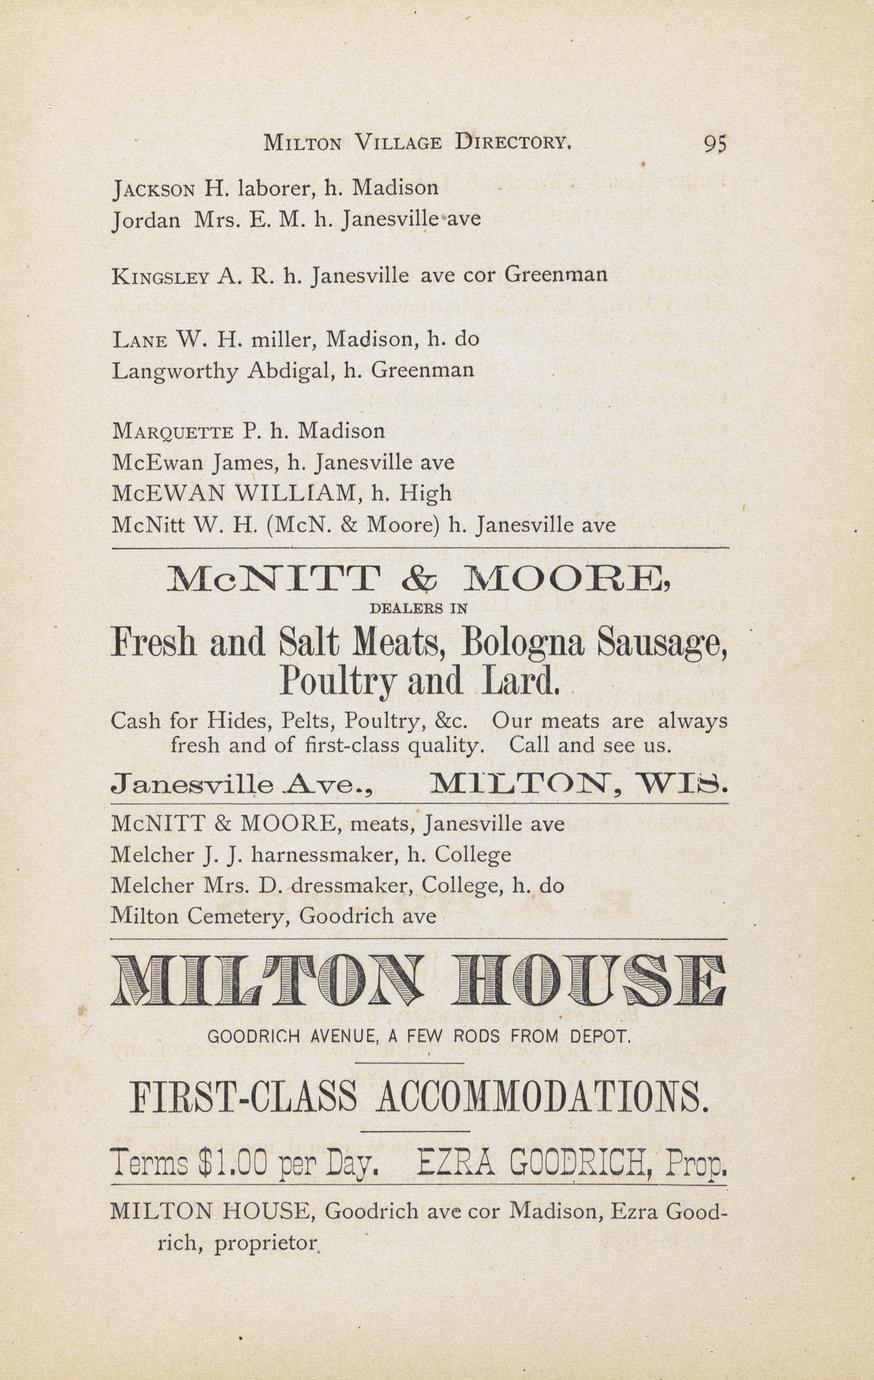 MILTON VILLAGE DIRECTORY. 95
JACKSON H. laborer, h. Madison
Jordan Mrs. E. M. h. Janesville ave
KINGSLEY A. R. h. Janesville ave cor Greenman
LANE W. H. miller, Madison, h. do
Langworthy Abdigal, h. Greenman
MARQUETTE P. h. Madison
McEwan James, h. Janesville ave
McEWAN WILLIAM, h. High
McNitt W. H. (McN. & Moore) h. Janesville ave
McNITT & MOORE,
DEALERS IN
Fresh and Salt Meats, Bologna Sausage,
Poultry and Lard.
Cash for Hides, Pelts, Poultry, &c. Our meats are always
fresh and of first-class quality. Call and see us.
Janesville Ave., MILTON, WIS.
McNITT & MOORE, meats, Janesville ave
Melcher J. J. harnessmaker, h. College
Melcher Mrs. D. dressmaker, College, h. do
Milton Cemetery, Goodrich ave
MILTON HOUSE
GOODRICH AVENUE, A FEW RODS FROM DEPOT.
FIRST-CLASS ACCOMMODATIONS.
Terms $1.00 per Day. EZRA GOODRICH, Prop.
MILTON HOUSE, Goodrich ave cor Madison, Ezra Good-
rich, proprietor.